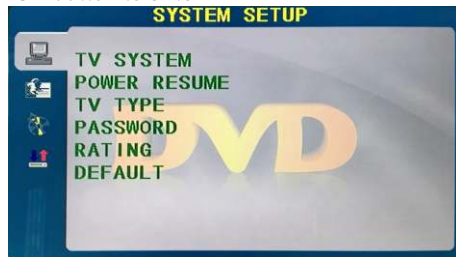 SYSTEM SETUP
TV SYSTEM
POWER RESUME
TV TYPE
PASSWORD
RATING
DEFAULT
DVD